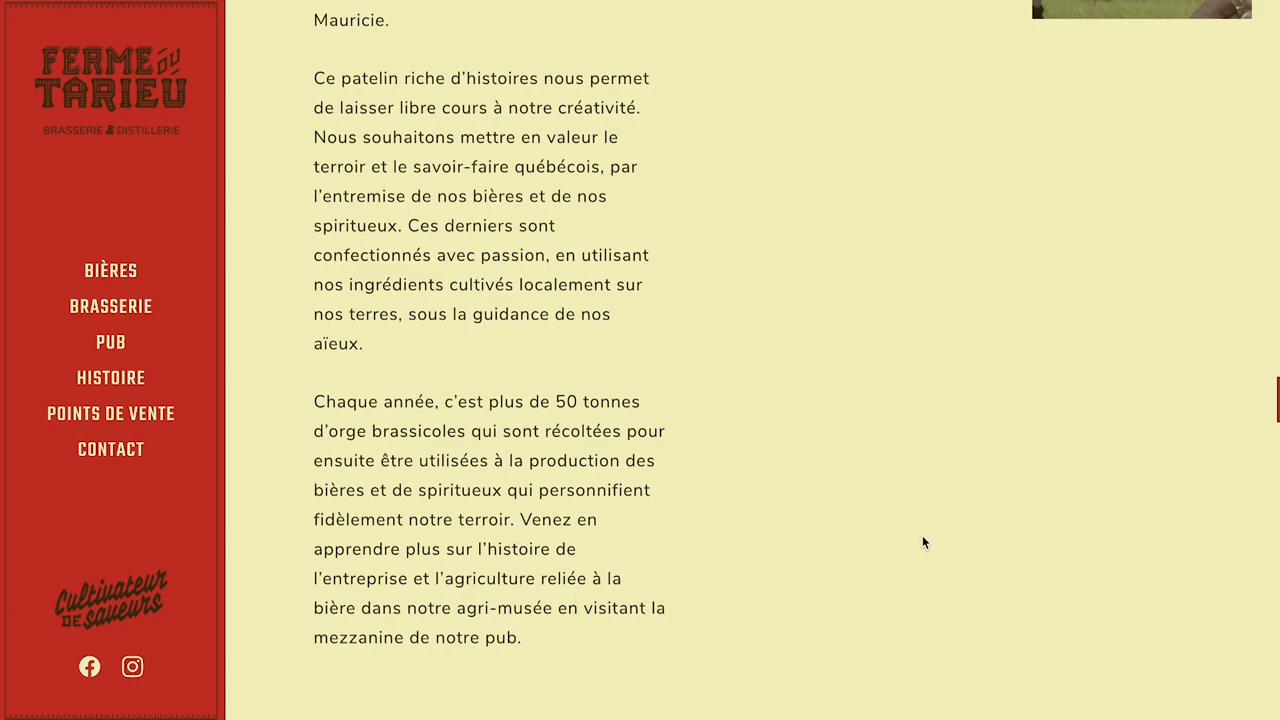 FERME DU
TARIEU
BRASSERIE & DISTILLERIE
BIÈRES
BRASSERIE
PUB
HISTOIRE
POINTS DE VENTE
CONTACT
Cultivateur
DE saveurs
Mauricie.
Ce patelin riche d’histoires nous permet
de laisser libre cours à notre créativité.
Nous souhaitons mettre en valeur le
terroir et le savoir-faire québécois, par
l’entremise de nos bières et de nos
spiritueux. Ces derniers sont
confectionnés avec passion, en utilisant
nos ingrédients cultivés localement sur
nos terres, sous la guidance de nos
aïeux.
Chaque année, c’est plus de 50 tonnes
d’orge brassicoles qui sont récoltées pour
ensuite être utilisées à la production des
bières et de spiritueux qui personnifient
fidèlement notre terroir. Venez en
apprendre plus sur l’histoire de
l’entreprise et l’agriculture reliée à la
bière dans notre agri-musée en visitant la
mezzanine de notre pub.